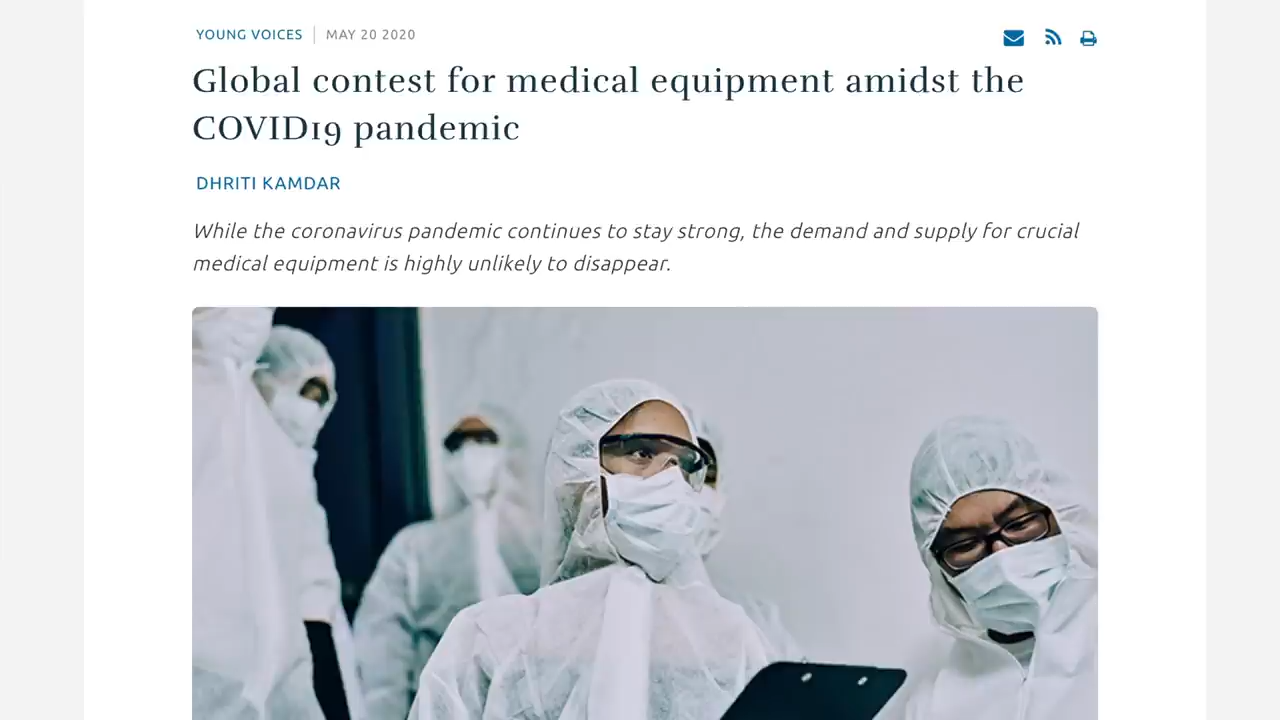 YOUNG VOICES | MAY 20 2020
Global contest for medical equipment amidst the
COVID19 pandemic
DHRITI KAMDAR
While the coronavirus pandemic continues to stay strong, the demand and supply for crucial
medical equipment is highly unlikely to disappear.